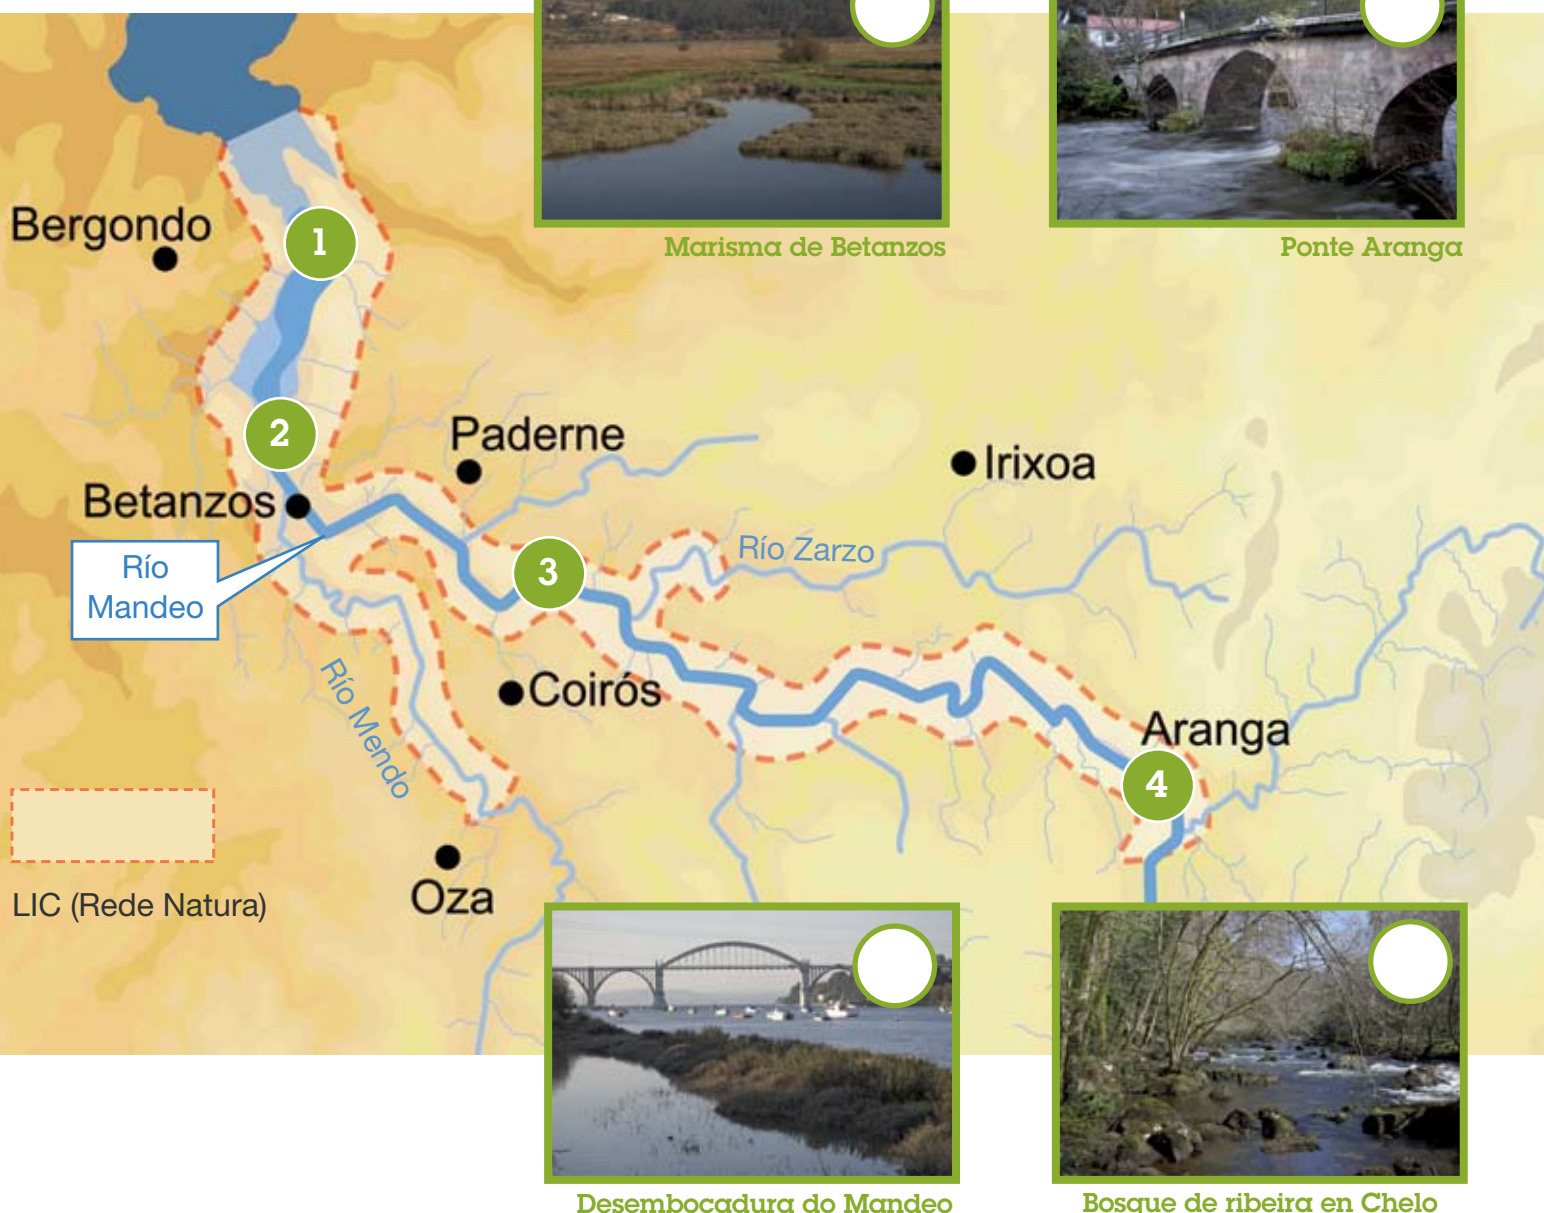 Marisma de Betanzos
Ponte Aranga
Bergondo
1
2
Paderne
Irixoa
Betanzos
Río Zarzo
Río
Mandeo
3
Coirós
Río Mendo
Aranga
4
Oza
LIC (Rede Natura)
Desembocadura do Mandeo
Bosque de ribeira en Chelo